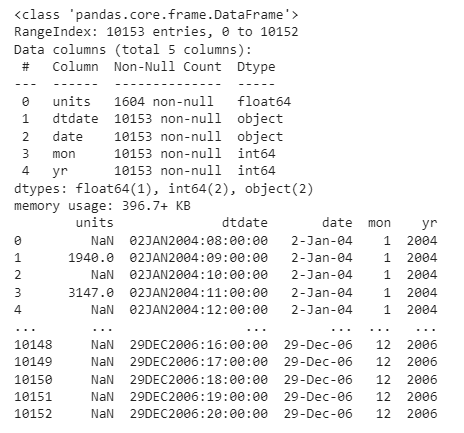 <class 'pandas.core.frame.DataFrame'>
RangeIndex: 10153 entries, 0 to 10152
Data columns (total 5 columns):
 #   Column  Non-Null Count  Dtype
---  ------  --------------  -----
 0   units   1604 non-null   float64
 1   dtdate  10153 non-null  object
 2   date    10153 non-null  object
 3   mon     10153 non-null  int64
 4   yr      10153 non-null  int64
dtypes: float64(1), int64(2), object(2)
memory usage: 396.7+ KB
        units              dtdate       date  mon    yr
0         NaN  02JAN2004:08:00:00   2-Jan-04    1  2004
1      1940.0  02JAN2004:09:00:00   2-Jan-04    1  2004
2         NaN  02JAN2004:10:00:00   2-Jan-04    1  2004
3      3147.0  02JAN2004:11:00:00   2-Jan-04    1  2004
4         NaN  02JAN2004:12:00:00   2-Jan-04    1  2004
...       ...                 ...        ...  ...   ...
10148     NaN  29DEC2006:16:00:00  29-Dec-06   12  2006
10149     NaN  29DEC2006:17:00:00  29-Dec-06   12  2006
10150     NaN  29DEC2006:18:00:00  29-Dec-06   12  2006
10151     NaN  29DEC2006:19:00:00  29-Dec-06   12  2006
10152     NaN  29DEC2006:20:00:00  29-Dec-06   12  2006